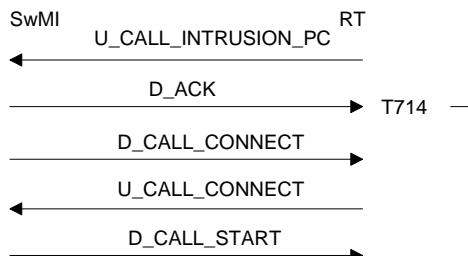 SwMI RT
U_CALL_INTRUSION_PC
D_ACK
T714
D_CALL_CONNECT
U_CALL_CONNECT
D_CALL_START